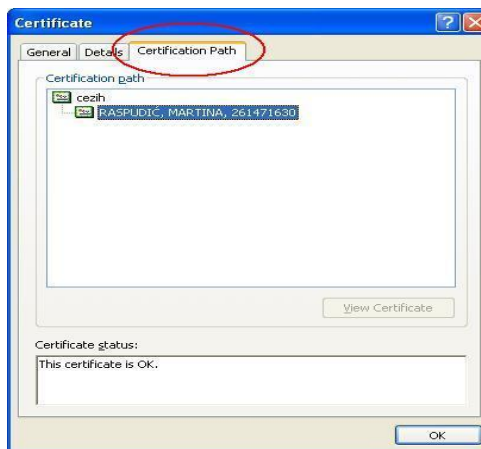 Certificate
General Details Certification Path
Certification path
cezih
RASPUDIĆ, MARTINA, 261471630
View Certificate
Certificate status:
This certificate is OK.
OK